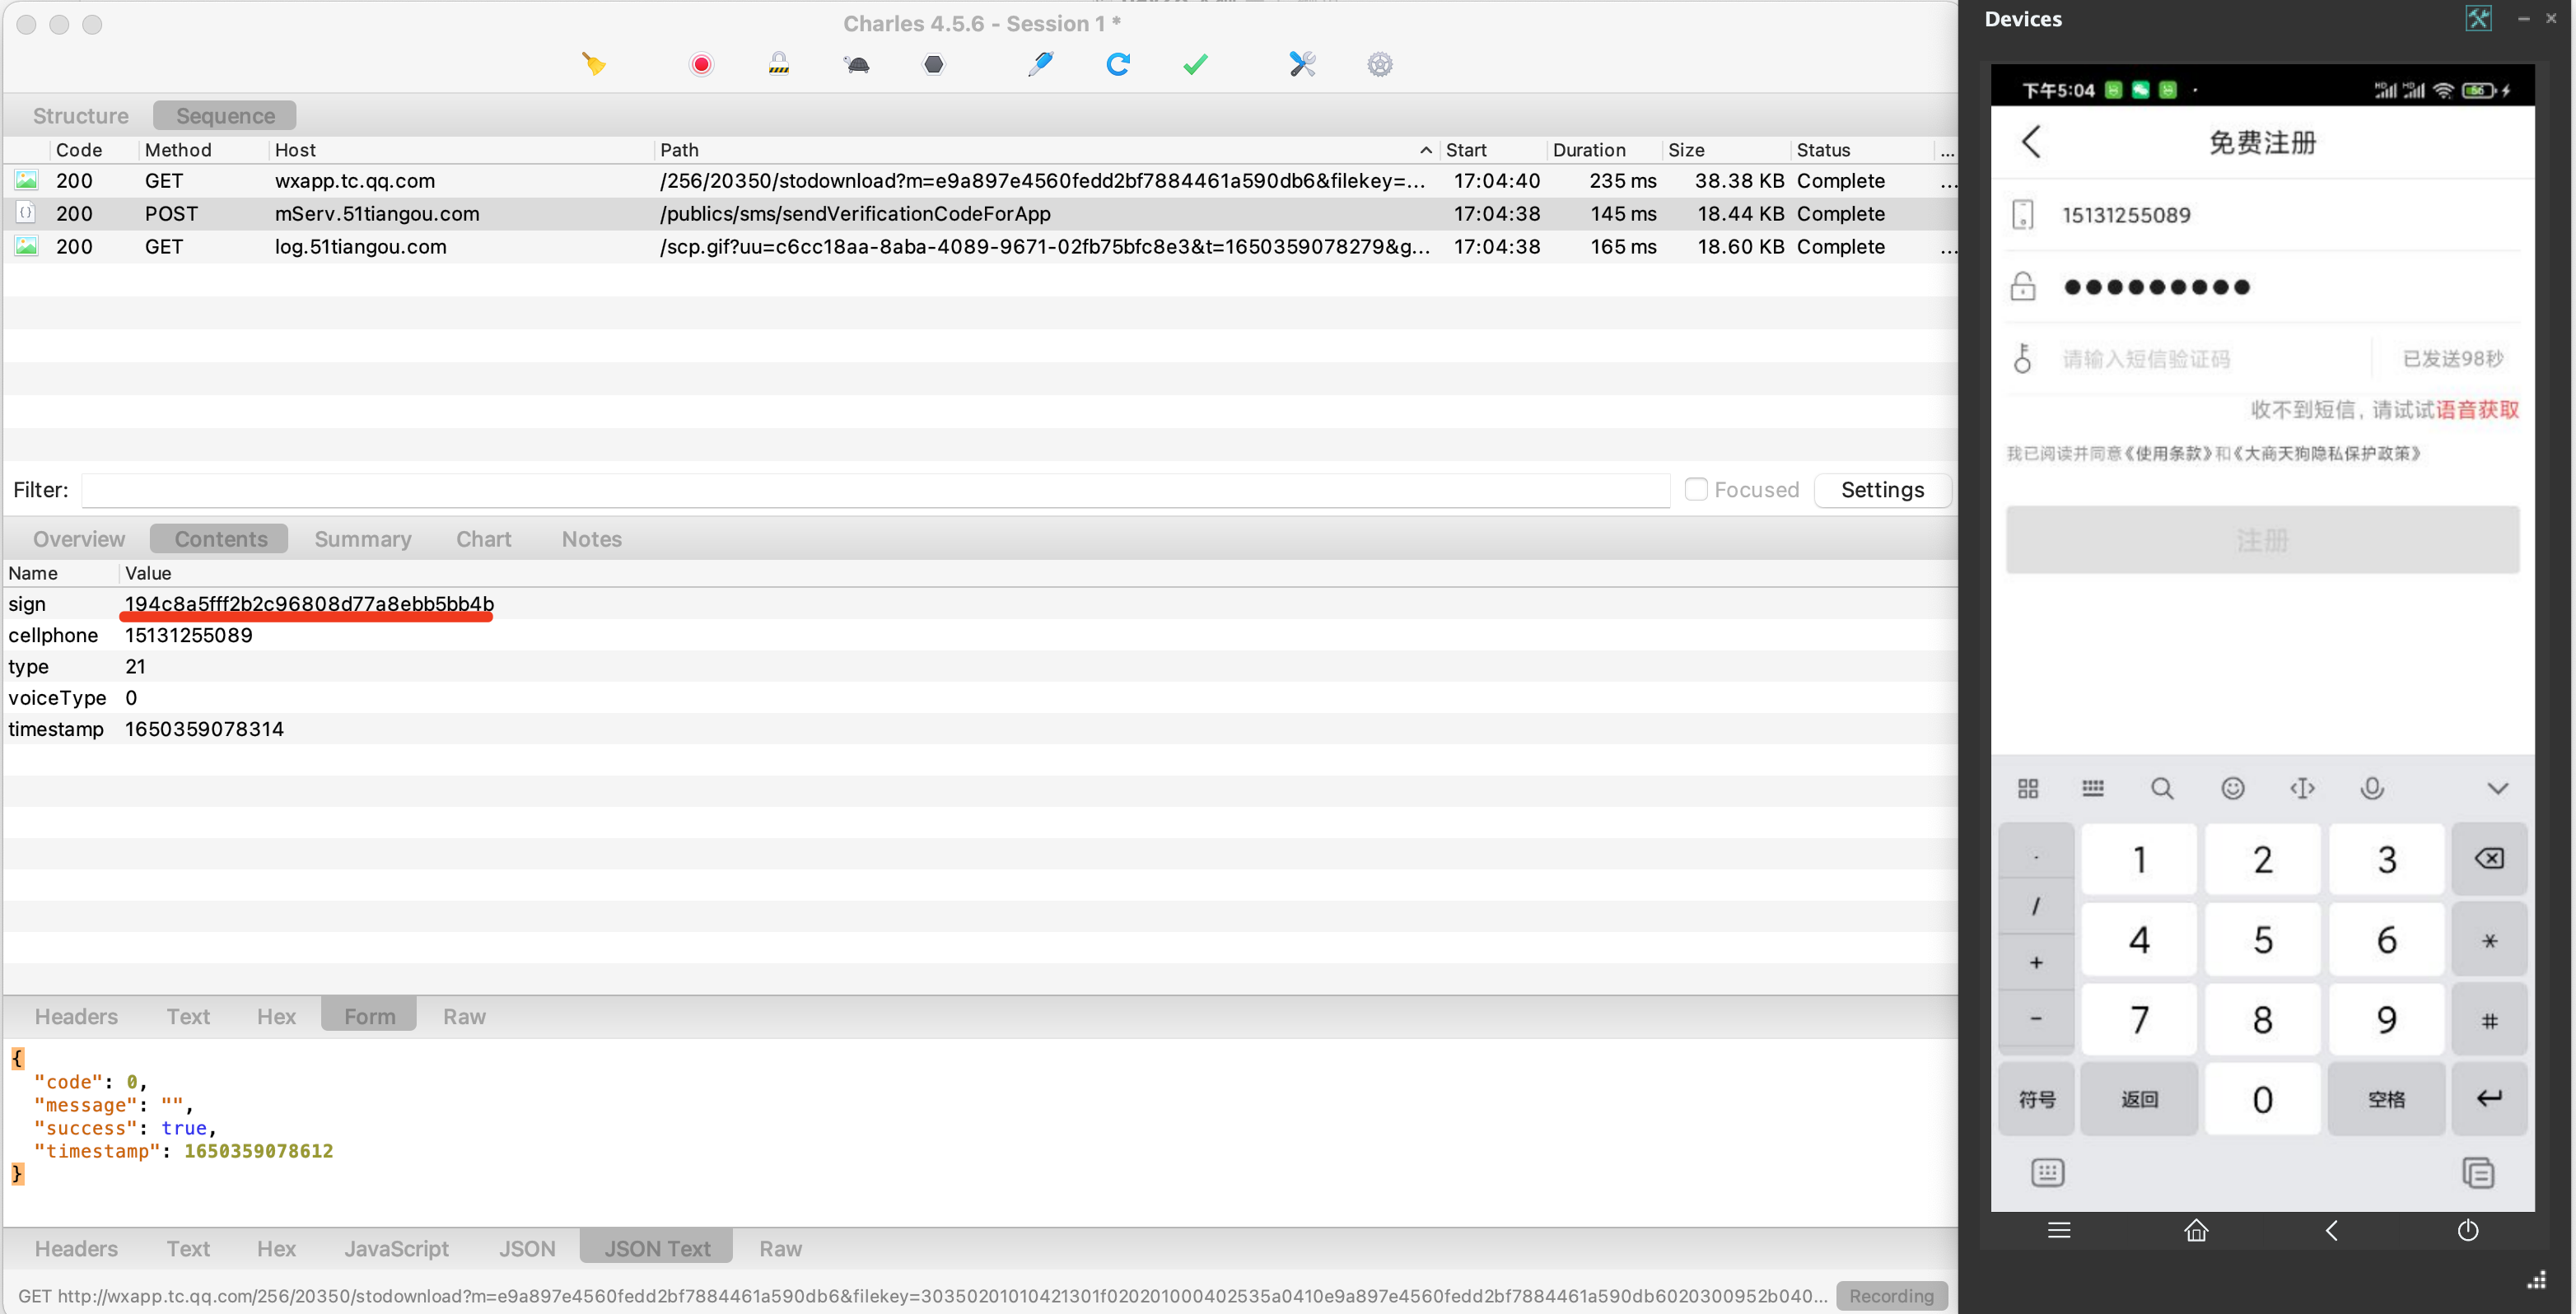 Charles 4.5.6 - Session 1 *
Structure Sequence
Code Method Host Path Start Duration Size Status ...
200 GET wxapp.tc.qq.com /256/20350/stodownload?m=e9a897e4560fedd2bf7884461a590db6&filekey=... 17:04:40 235 ms 38.38 KB Complete ...
200 POST mServ.51tiangou.com /publics/sms/sendVerificationCodeForApp 17:04:38 145 ms 18.44 KB Complete
200 GET log.51tiangou.com /scp.gif?uu=c6cc18aa-8aba-4089-9671-02fb75bfc8e3&t=1650359078279&g... 17:04:38 165 ms 18.60 KB Complete ...
Filter: Focused Settings
Overview Contents Summary Chart Notes
Name Value
sign 194c8a5fff2b2c96808d77a8ebb5bb4b
cellphone 15131255089
type 21
voiceType 0
timestamp 1650359078314
Headers Text Hex Form Raw
{
"code": 0,
"message": "",
"success": true,
"timestamp": 1650359078612
}
Headers Text Hex JavaScript JSON JSON Text Raw
GET http://wxapp.tc.qq.com/256/20350/stodownload?m=e9a897e4560fedd2bf7884461a590db6&filekey=30350201010421301f020201000402535a0410e9a897e4560fedd2bf7884461a590db6020300952b040... Recording
Devices
下午5:04 HD HD 66
免费注册
15131255089
●●●●●●●●●
请输入短信验证码 已发送98秒
收不到短信，请试试语音获取
我已阅读并同意《使用条款》和《大商天狗隐私保护政策》
注册
. 1 2 3
/ 4 5 6 *
+
- 7 8 9 #
符号 返回 0 空格